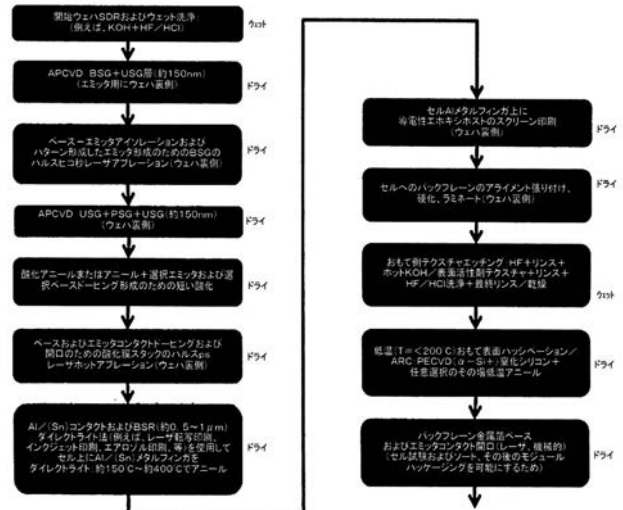 開始ウェハSDRおよびウェット洗浄:
(例えば、KOH+HF/HCl)
ウェット
APCVD BSG+USG層(約150nm)
(エミッタ用にウェハ裏側)
ドライ
ベース-エミッタアイソレーションおよび
パターン形成したエミッタ形成のためのBSGの
パルスピコ秒レーザアブレーション(ウェハ裏側)
ドライ
APCVD USG+PSG+USG(約150nm)
(ウェハ裏側)
ドライ
酸化アニールまたはアニール+選択エミッタおよび選
択ベースドーピング形成のための短い酸化
ドライ
ベースおよびエミッタコンタクトドーピングおよび
開口のための酸化膜スタックのパルスps
レーザホットアブレーション(ウェハ裏側)
ドライ
Al/(Sn)コンタクトおよびBSR(約0.5~1μm)
ダイレクトライト法(例えば、レーザ転写印刷、
インクジェット印刷、エアロゾル印刷、等)を使用して
セル上にAl/(Sn)メタルフィンガを
ダイレクトライト:約150℃~約400℃でアニール
ドライ
セルAlメタルフィンガ上に
導電性エポキシポストのスクリーン印刷
(ウェハ裏側)
ドライ
セルへのバックプレーンのアライメント張り付け、
硬化、ラミネート(ウェハ裏側)
ドライ
おもて側テクスチャエッチング:HF+リンス+
ホットKOH/表面活性剤テクスチャ+リンス+
HF/HCl洗浄+最終リンス/乾燥
ウェット
低温(T=<200℃)おもて表面パッシベーション/
ARC PECVD(α-Si+)窒化シリコン+
任意選択のその場低温アニール
ドライ
バックプレーン金属箔ベース
およびエミッタコンタクト開口(レーザ、機械的)
(セル試験およびソート、その後のモジュール
パッケージングを可能にするため)
ドライ